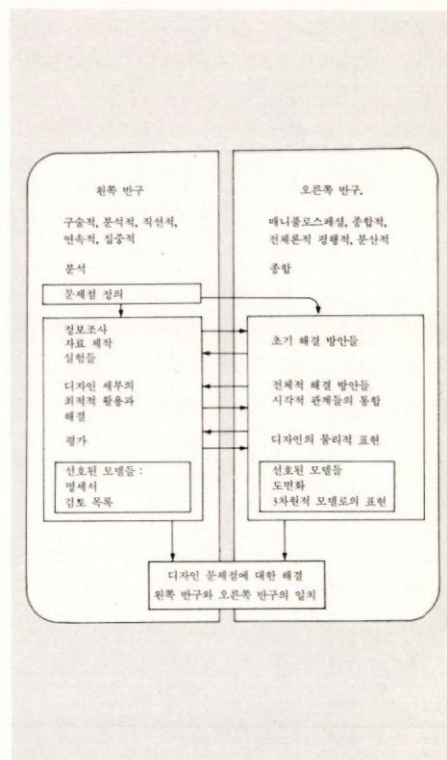 왼쪽 반구
구술적, 분석적, 직선적,
연속적, 집중적
분석
오른쪽 반구.
매니풀로스페셜, 종합적,
전체론적 평행적, 분산적
종합
문제점 정의
정보조사
자료 제작
실험들
디자인 세부의
최적적 활용과
해결
평가
선호된 모델들 :
명세서
검토 목록
초기 해결 방안들
전체적 해결 방안들
시각적 관계들의 통합
디자인의 물리적 표현
선호된 모델들
도면화
3차원적 모델로의 표현
디자인 문제점에 대한 해결
왼쪽 반구와 오른쪽 반구의 일치